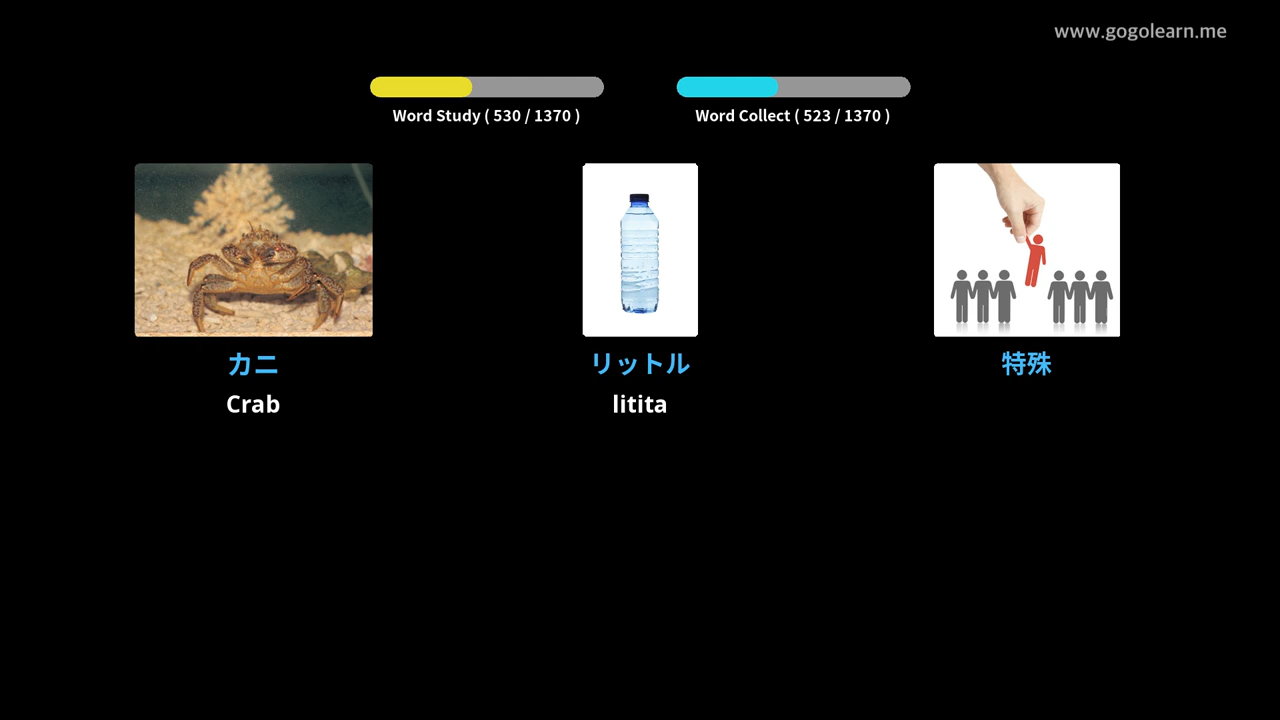 www.gogolearn.me
Word Study ( 530 / 1370 )
Word Collect ( 523 / 1370 )
カニ
リットル
特殊
Crab
litita